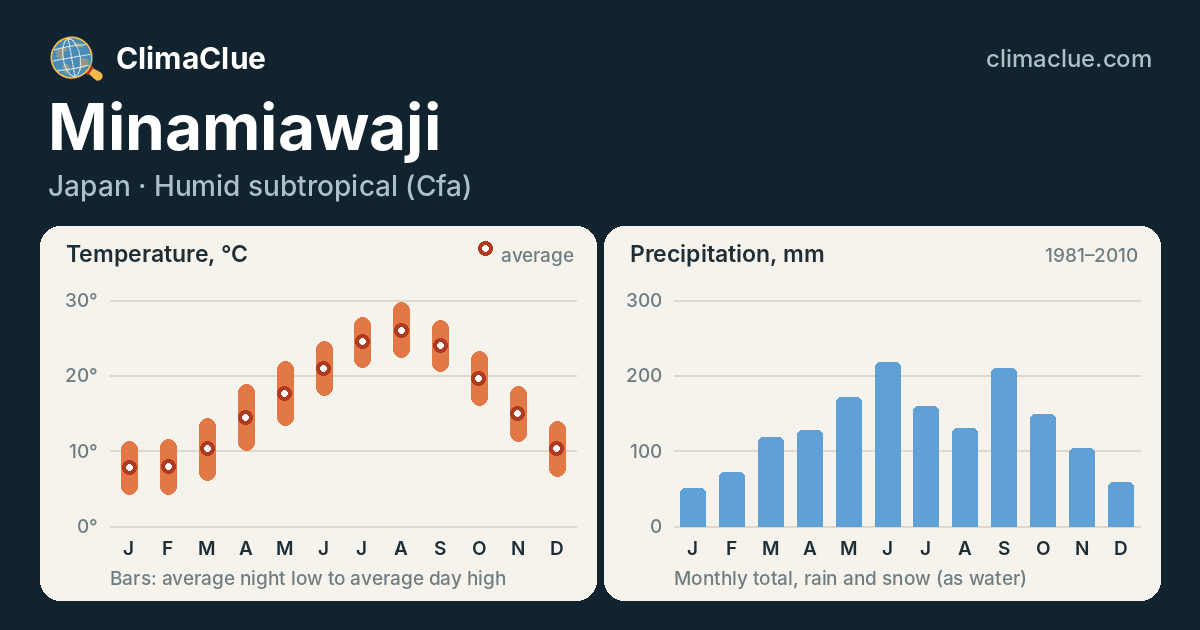 ClimaClue
climaclue.com
Minamiawaji
Japan · Humid subtropical (Cfa)
Temperature, °C
average
30°
20°
10°
0°
J F M A M J J A S O N D
Bars: average night low to average day high
Precipitation, mm
1981–2010
300
200
100
0
J F M A M J J A S O N D
Monthly total, rain and snow (as water)